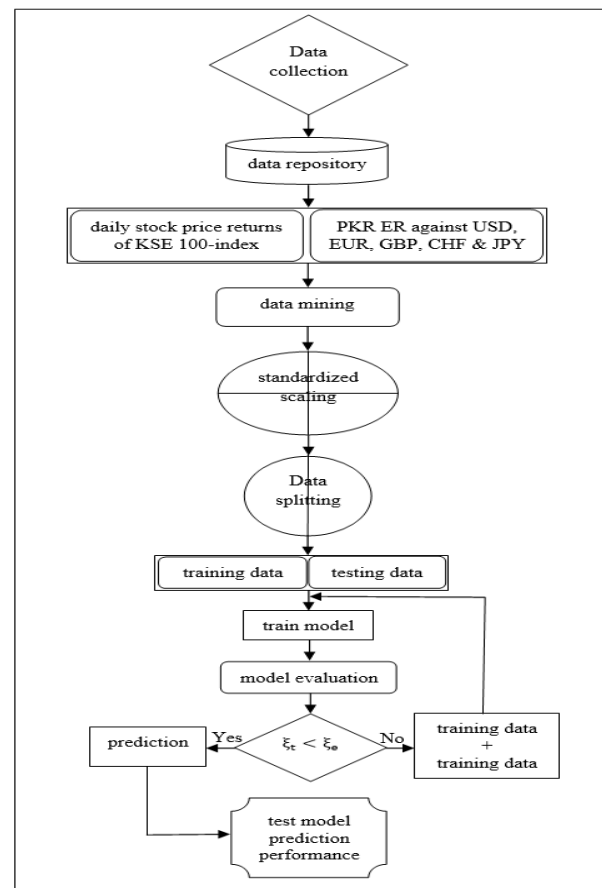 Data
collection
data repository
daily stock price returns
of KSE 100-index
PKR ER against USD,
EUR, GBP, CHF & JPY
data mining
standardized
scaling
Data
splitting
training data
testing data
train model
model evaluation
ξₜ < ξₑ
Yes
No
prediction
training data
+
training data
test model
prediction
performance